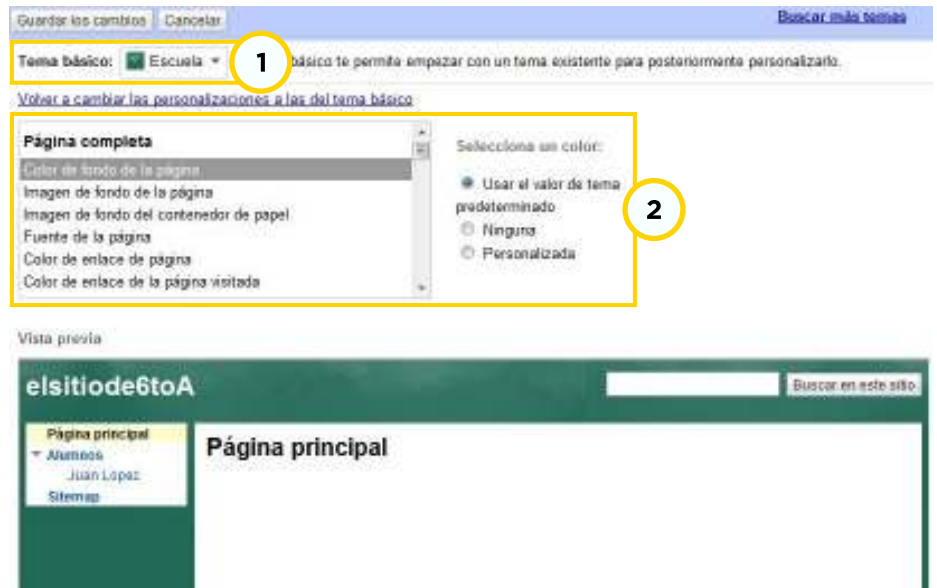 Guardar los cambios Cancelar Buscar más temas
Tema básico: Escuela 1 básico te permite empezar con un tema existente para posteriormente personalizarlo.
Volver a cambiar las personalizaciones a las del tema básico
Página completa
Color de fondo de la página
Imagen de fondo de la página
Imagen de fondo del contenedor de papel
Fuente de la página
Color de enlace de página
Color de enlace de la página visitada
Selecciona un color:
Usar el valor de tema
predeterminado
Ninguna
Personalizada
2
Vista previa
elsitiode6toA Buscar en este sitio
Página principal
Alumnos
Juan Lopez
Sitemap
Página principal